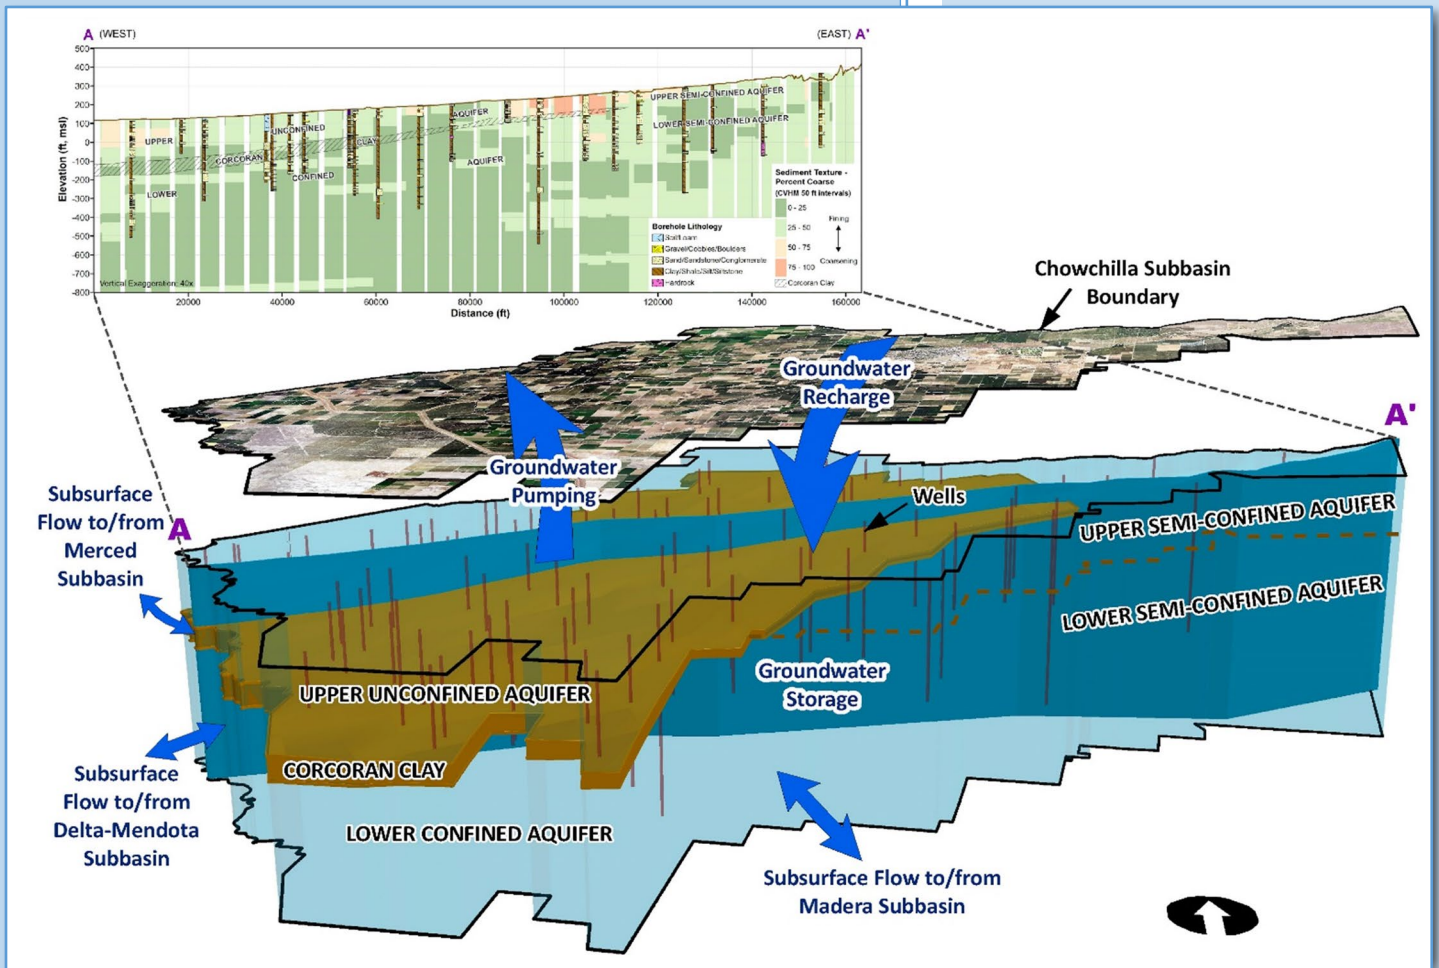 A (WEST)
(EAST) A'
500
400
300
200
100
0
-100
-200
-300
-400
-500
-600
-700
-800
Elevation (ft, msl)
UPPER
UNCONFINED
AQUIFER
UPPER SEMI-CONFINED AQUIFER
LOWER SEMI-CONFINED AQUIFER
CORCORAN
CLAY
LOWER
CONFINED
AQUIFER
Sediment Texture -
Percent Coarse
(CVHM 50 ft intervals)
0 - 25
25 - 50
50 - 75
75 - 100
Fining
Coarsening
Corcoran Clay
Borehole Lithology
Soil/Loam
Gravel/Cobbles/Boulders
Sand/Sandstone/Conglomerate
Clay/Shale/Silt/Siltstone
Hardrock
Vertical Exaggeration: 40x
20000
40000
60000
80000
100000
120000
140000
160000
Distance (ft)
Chowchilla Subbasin
Boundary
Groundwater
Recharge
Groundwater
Pumping
A'
Subsurface
Flow to/from
Merced
Subbasin
A
Wells
UPPER SEMI-CONFINED AQUIFER
LOWER SEMI-CONFINED AQUIFER
Groundwater
Storage
UPPER UNCONFINED AQUIFER
CORCORAN CLAY
Subsurface
Flow to/from
Delta-Mendota
Subbasin
LOWER CONFINED AQUIFER
Subsurface Flow to/from
Madera Subbasin